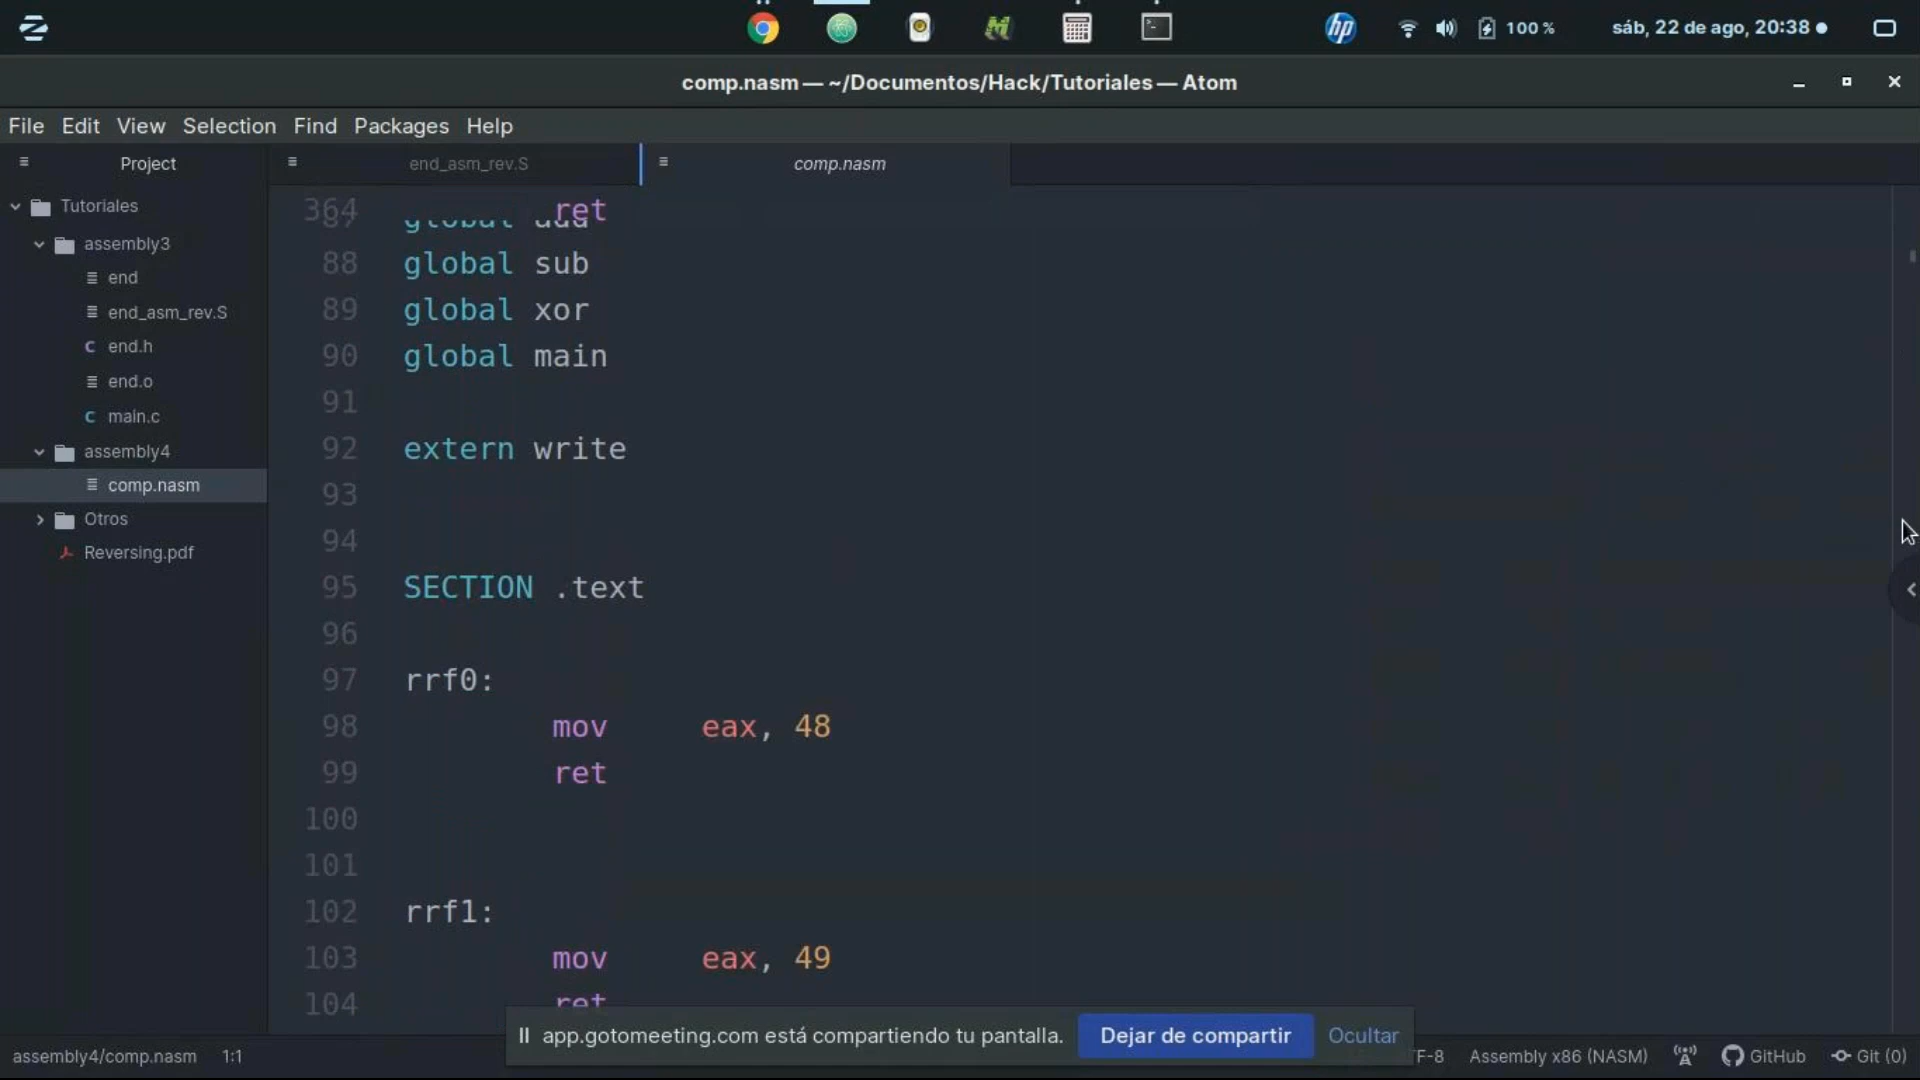 100 %
sáb, 22 de ago, 20:38
comp.nasm — ~/Documentos/Hack/Tutoriales — Atom
File Edit View Selection Find Packages Help
Project
end_asm_rev.S
comp.nasm
Tutoriales
assembly3
end
end_asm_rev.S
end.h
end.o
main.c
assembly4
comp.nasm
Otros
Reversing.pdf
364 ret
88 global sub
89 global xor
90 global main
91
92 extern write
93
94
95 SECTION .text
96
97 rrf0:
98 mov eax, 48
99 ret
100
101
102 rrf1:
103 mov eax, 49
104 ret
app.gotomeeting.com está compartiendo tu pantalla. Dejar de compartir Ocultar
assembly4/comp.nasm 1:1 F-8 Assembly x86 (NASM) GitHub Git (0)